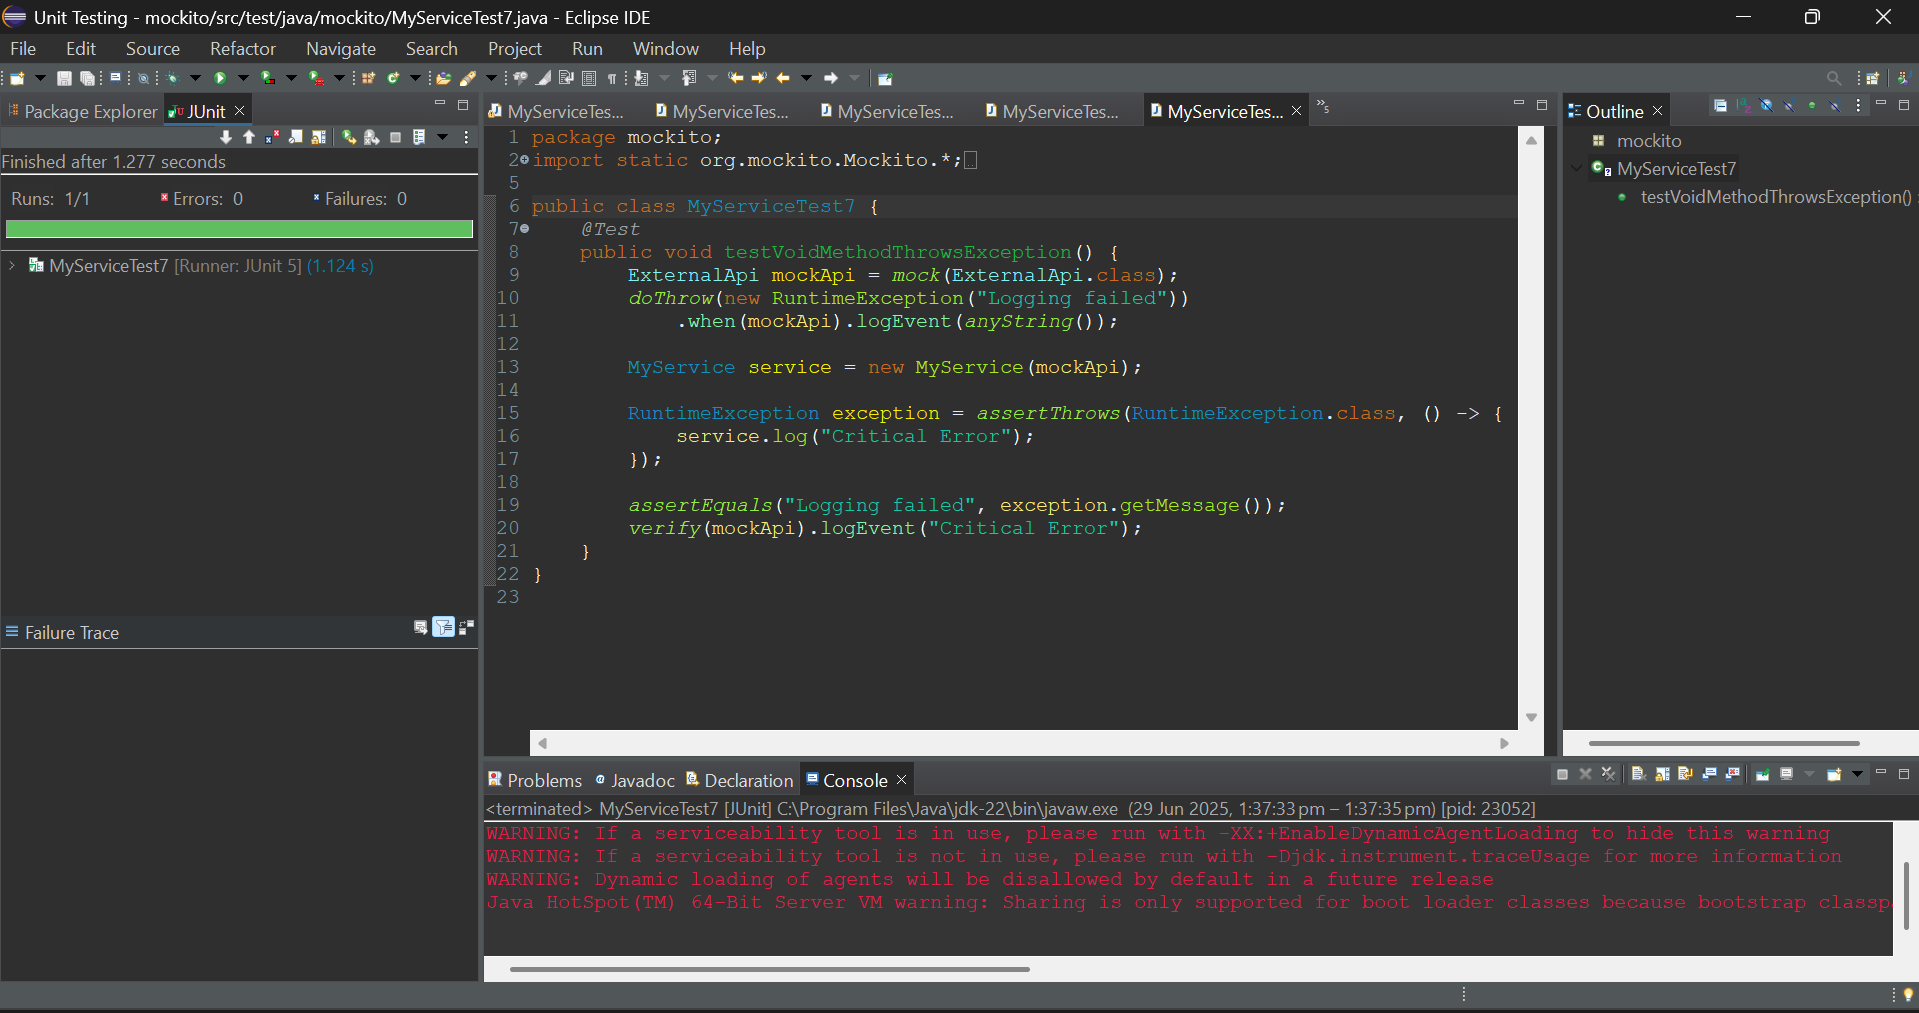 Unit Testing - mockito/src/test/java/mockito/MyServiceTest7.java - Eclipse IDE
File Edit Source Refactor Navigate Search Project Run Window Help
Package Explorer JUnit
Finished after 1.277 seconds
Runs: 1/1 Errors: 0 Failures: 0
MyServiceTest7 [Runner: JUnit 5] (1.124 s)
Failure Trace
MyServiceTes... MyServiceTes... MyServiceTes... MyServiceTes... MyServiceTes... »5
1 package mockito;
2 import static org.mockito.Mockito.*;
5
6 public class MyServiceTest7 {
7 @Test
8 public void testVoidMethodThrowsException() {
9 ExternalApi mockApi = mock(ExternalApi.class);
10 doThrow(new RuntimeException("Logging failed"))
11 .when(mockApi).logEvent(anyString());
12
13 MyService service = new MyService(mockApi);
14
15 RuntimeException exception = assertThrows(RuntimeException.class, () -> {
16 service.log("Critical Error");
17 });
18
19 assertEquals("Logging failed", exception.getMessage());
20 verify(mockApi).logEvent("Critical Error");
21 }
22 }
23
Outline
mockito
MyServiceTest7
testVoidMethodThrowsException()
Problems Javadoc Declaration Console
<terminated> MyServiceTest7 [JUnit] C:\Program Files\Java\jdk-22\bin\javaw.exe (29 Jun 2025, 1:37:33 pm – 1:37:35 pm) [pid: 23052]
WARNING: If a serviceability tool is in use, please run with -XX:+EnableDynamicAgentLoading to hide this warning
WARNING: If a serviceability tool is not in use, please run with -Djdk.instrument.traceUsage for more information
WARNING: Dynamic loading of agents will be disallowed by default in a future release
Java HotSpot(TM) 64-Bit Server VM warning: Sharing is only supported for boot loader classes because bootstrap classp